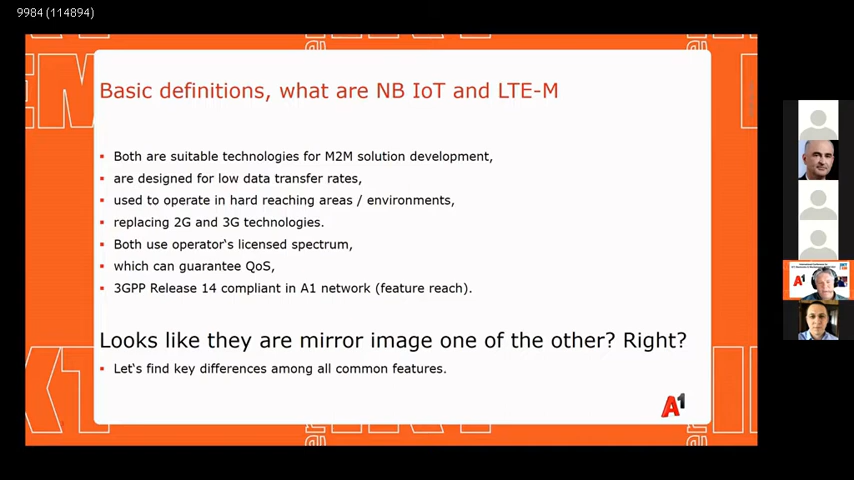 9984 (114894)
Basic definitions, what are NB IoT and LTE-M
Both are suitable technologies for M2M solution development,
are designed for low data transfer rates,
used to operate in hard reaching areas / environments,
replacing 2G and 3G technologies.
Both use operator's licensed spectrum,
which can guarantee QoS,
3GPP Release 14 compliant in A1 network (feature reach).
Looks like they are mirror image one of the other? Right?
Let's find key differences among all common features.
A1